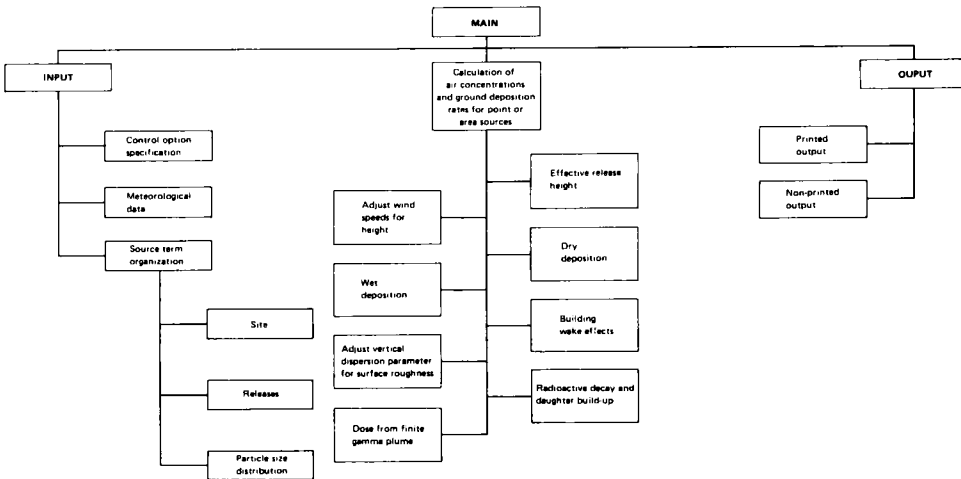 MAIN
INPUT
Calculation of
air concentrations
and ground deposition
rates for point or
area sources
OUPUT
Control option
specification
Meteorological
data
Source term
organization
Site
Releases
Particle size
distribution
Adjust wind
speeds for
height
Wet
deposition
Adjust vertical
dispersion parameter
for surface roughness
Dose from finite
gamma plume
Effective release
height
Dry
deposition
Building
wake effects
Radioactive decay and
daughter build-up
Printed
output
Non-printed
output